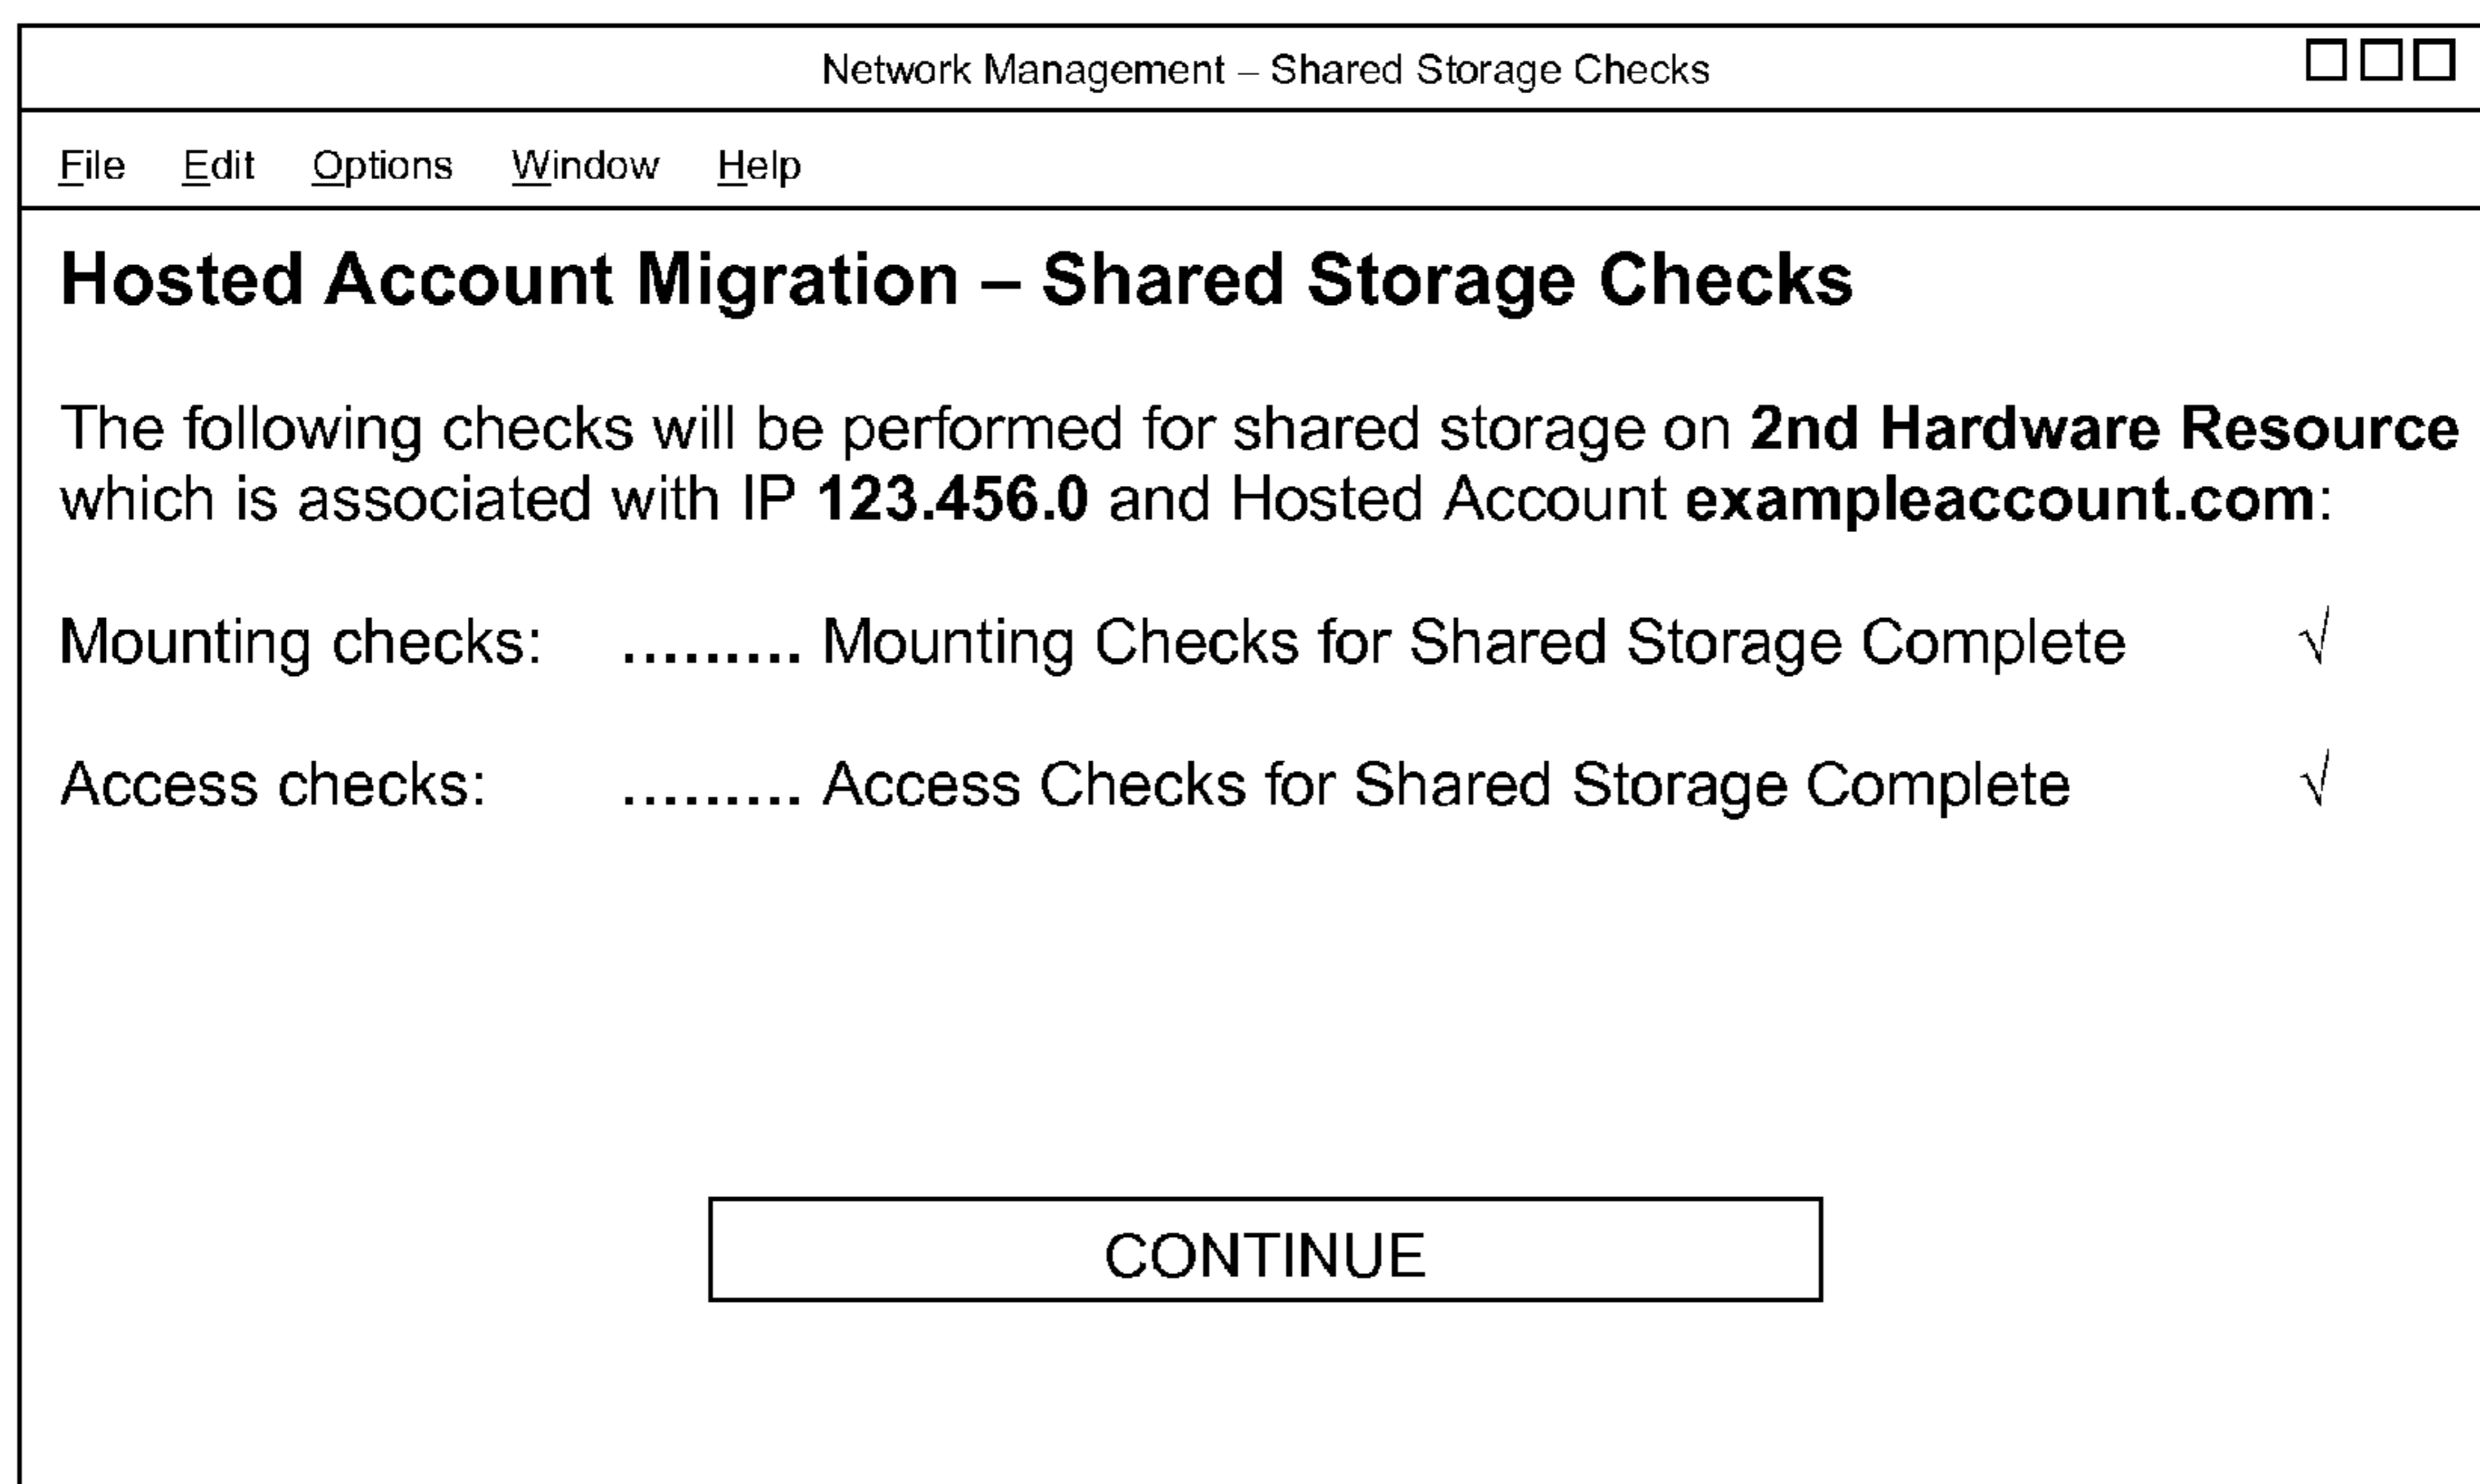 Network Management – Shared Storage Checks
File Edit Options Window Help
Hosted Account Migration – Shared Storage Checks
The following checks will be performed for shared storage on 2nd Hardware Resource
which is associated with IP 123.456.0 and Hosted Account exampleaccount.com:
Mounting checks: ......... Mounting Checks for Shared Storage Complete √
Access checks: ......... Access Checks for Shared Storage Complete √
CONTINUE